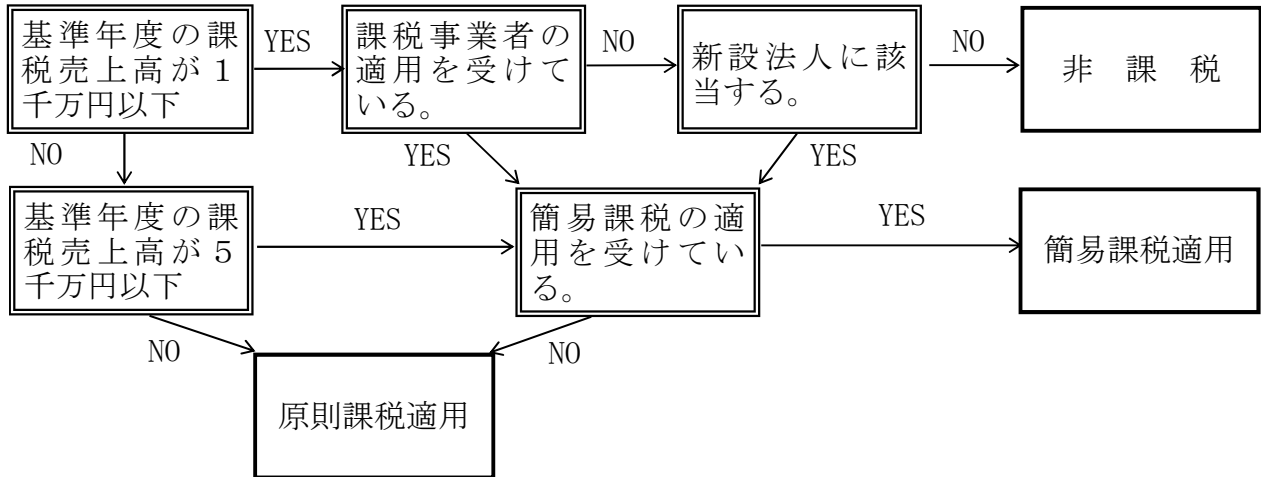 基準年度の課
税売上高が１
千万円以下
YES
課税事業者の
適用を受けて
いる。
NO
新設法人に該
当する。
NO
非　課　税
NO
YES
YES
基準年度の課
税売上高が５
千万円以下
YES
簡易課税の適
用を受けてい
る。
YES
簡易課税適用
NO
NO
原則課税適用